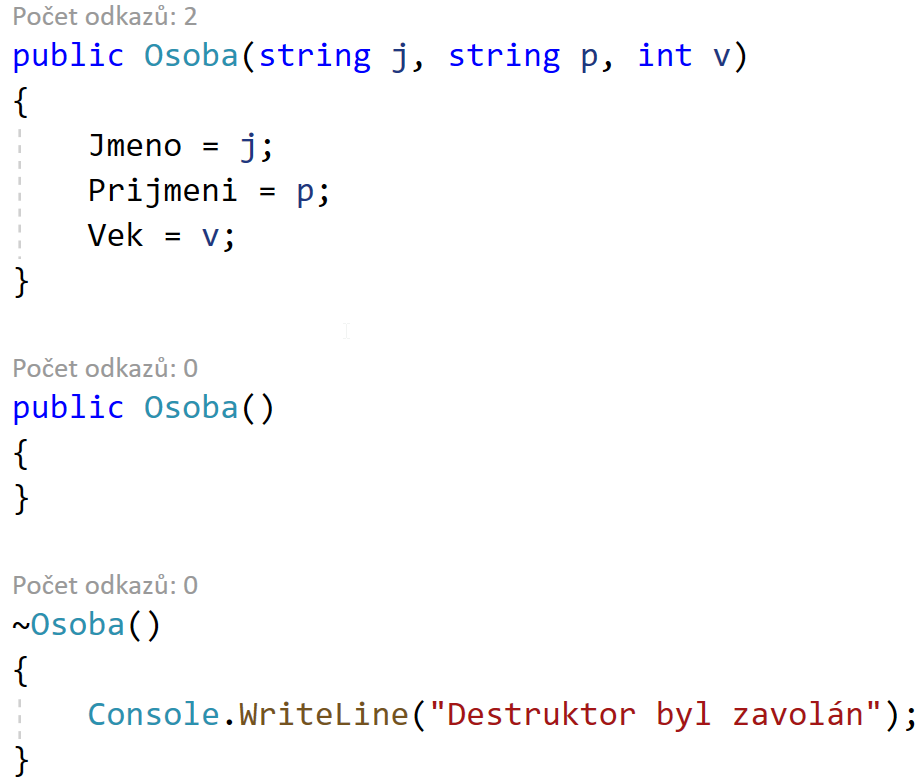 Počet odkazů: 2
public Osoba(string j, string p, int v)
{
    Jmeno = j;
    Prijmeni = p;
    Vek = v;
}
Počet odkazů: 0
public Osoba()
{
}
Počet odkazů: 0
~Osoba()
{
    Console.WriteLine("Destruktor byl zavolán");
}